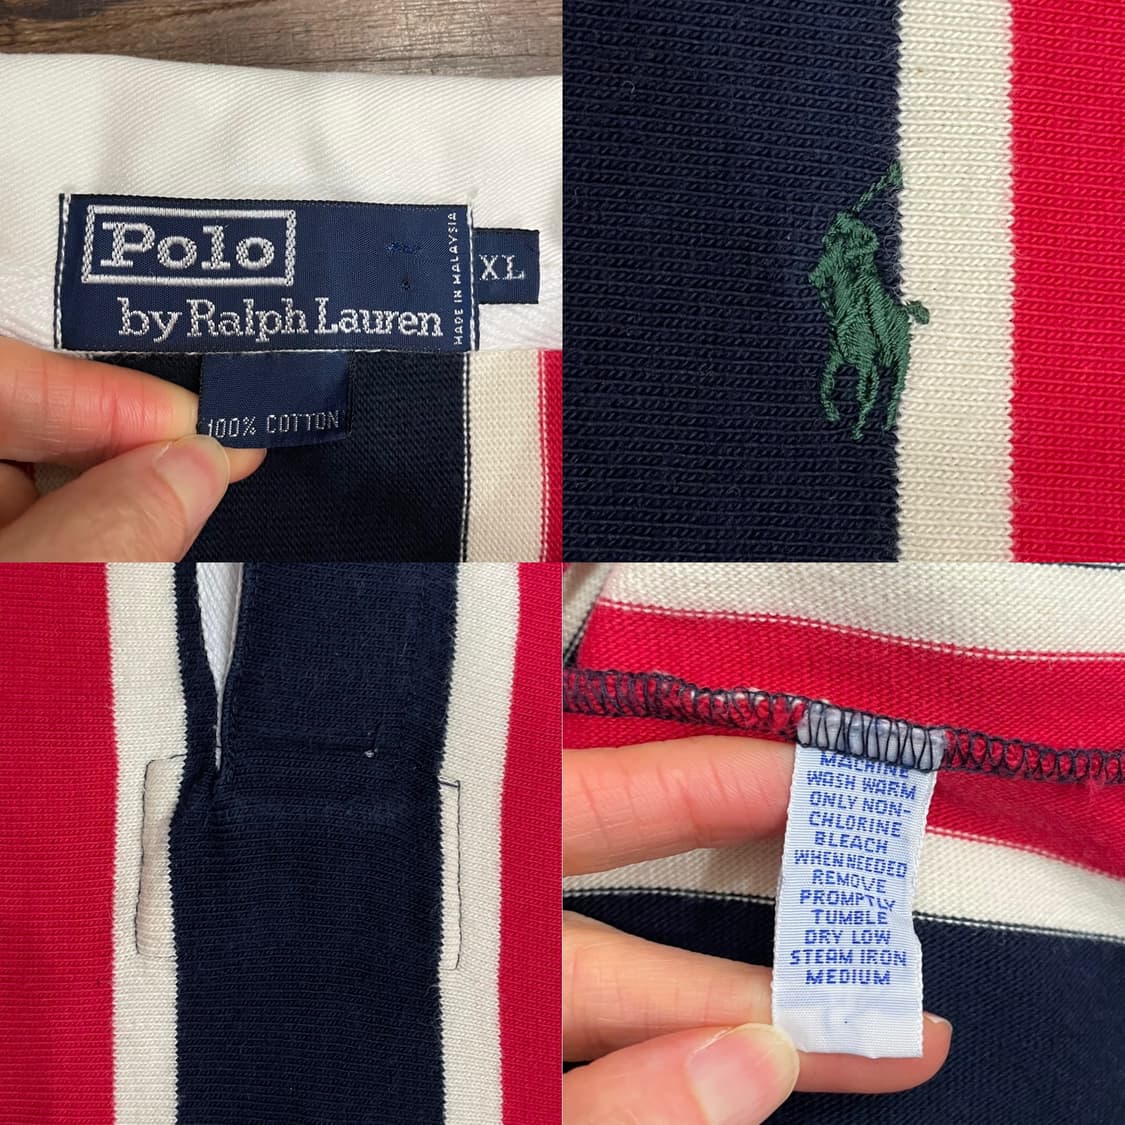 Polo
by Ralph Lauren
MADE IN MALAYSIA
XL
100% COTTON
MACHINE
WASH WARM
ONLY NON-
CHLORINE
BLEACH
WHEN NEEDED
REMOVE
PROMPTLY
TUMBLE
DRY LOW
STEAM IRON
MEDIUM